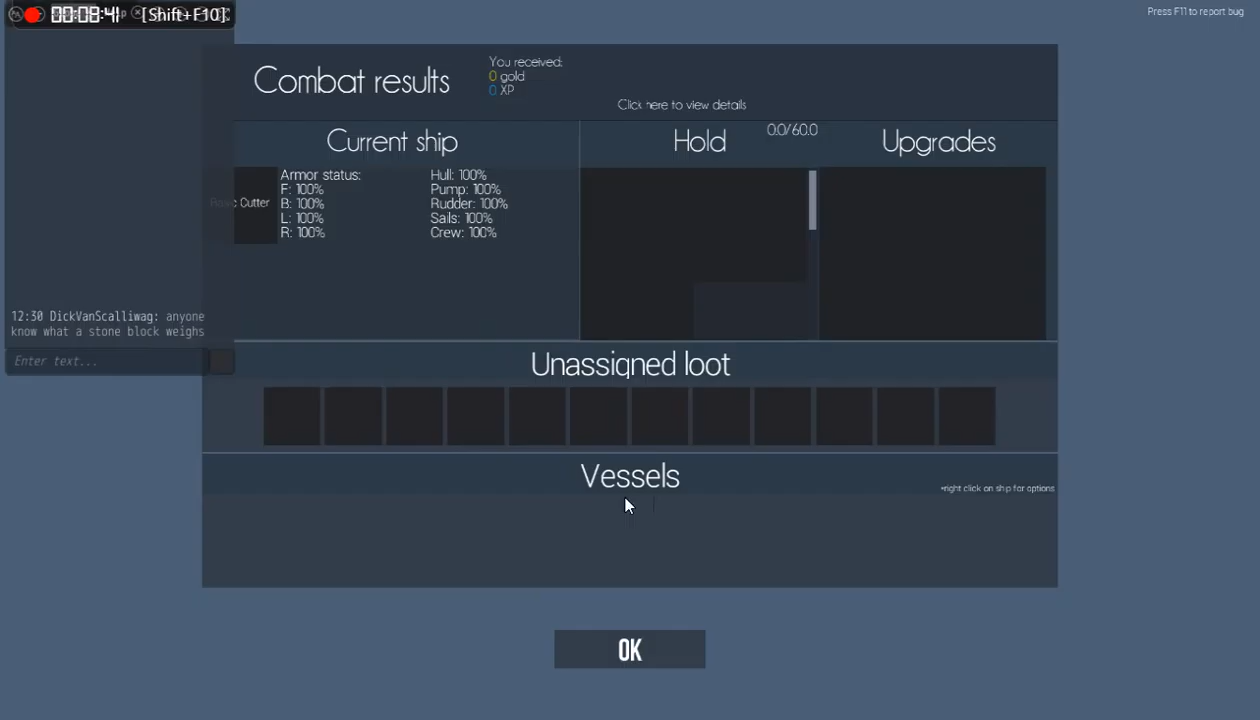 00:08:41 [Shift+F10]
Press F11 to report bug
Combat results
You received:
0 gold
0 XP
Click here to view details
Current ship
Hold
0.0/60.0
Upgrades
Cutter
Armor status:
F: 100%
B: 100%
L: 100%
R: 100%
Hull: 100%
Pump: 100%
Rudder: 100%
Sails: 100%
Crew: 100%
12:30 DickVanScalliwag: anyone
know what a stone block weighs
Enter text...
Unassigned loot
Vessels
*right click on ship for options
OK